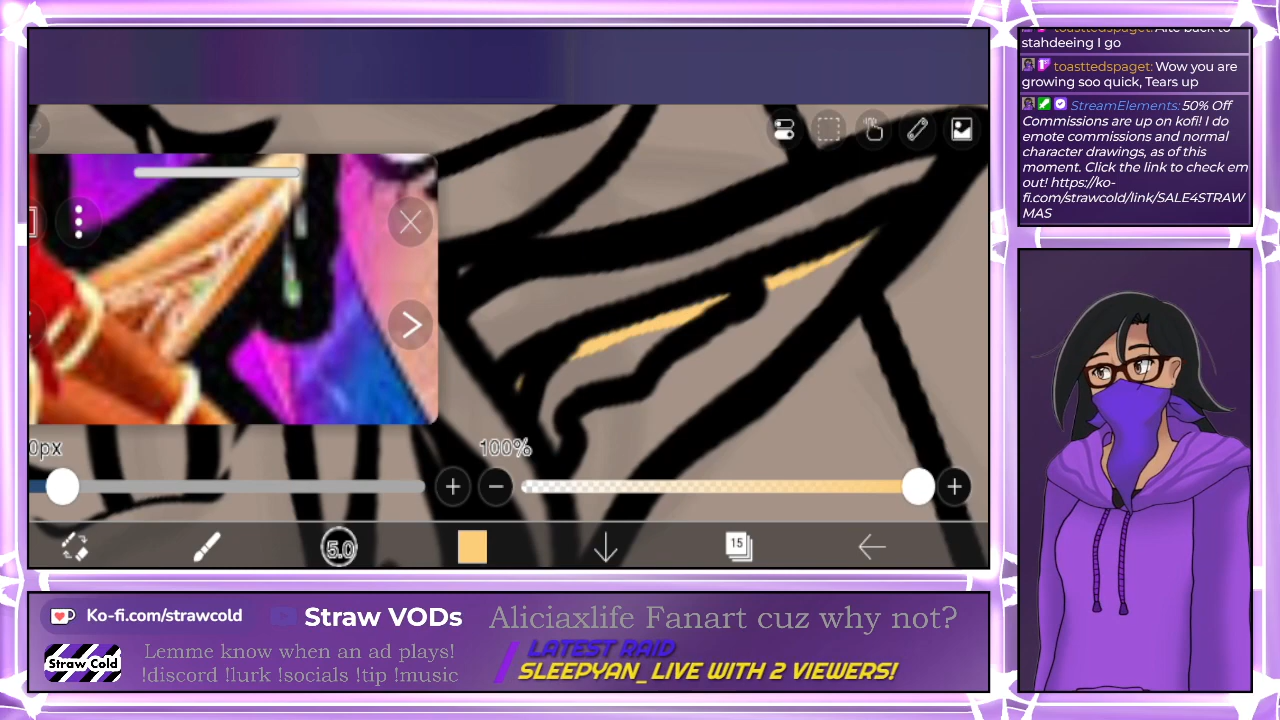 toasttedspaget: Alte back to
stahdeeing I go
toasttedspaget: Wow you are
growing soo quick, Tears up
StreamElements: 50% Off
Commissions are up on kofi! I do
emote commissions and normal
character drawings, as of this
moment. Click the link to check em
out! https://ko-
fi.com/strawcold/link/SALE4STRAW
MAS
0px
100%
5.0
15
Ko-fi.com/strawcold
Straw VODs
Aliciaxlife Fanart cuz why not?
Straw Cold
Lemme know when an ad plays!
!discord !lurk !socials !tip !music
LATEST RAID
SLEEPYAN_LIVE WITH 2 VIEWERS!